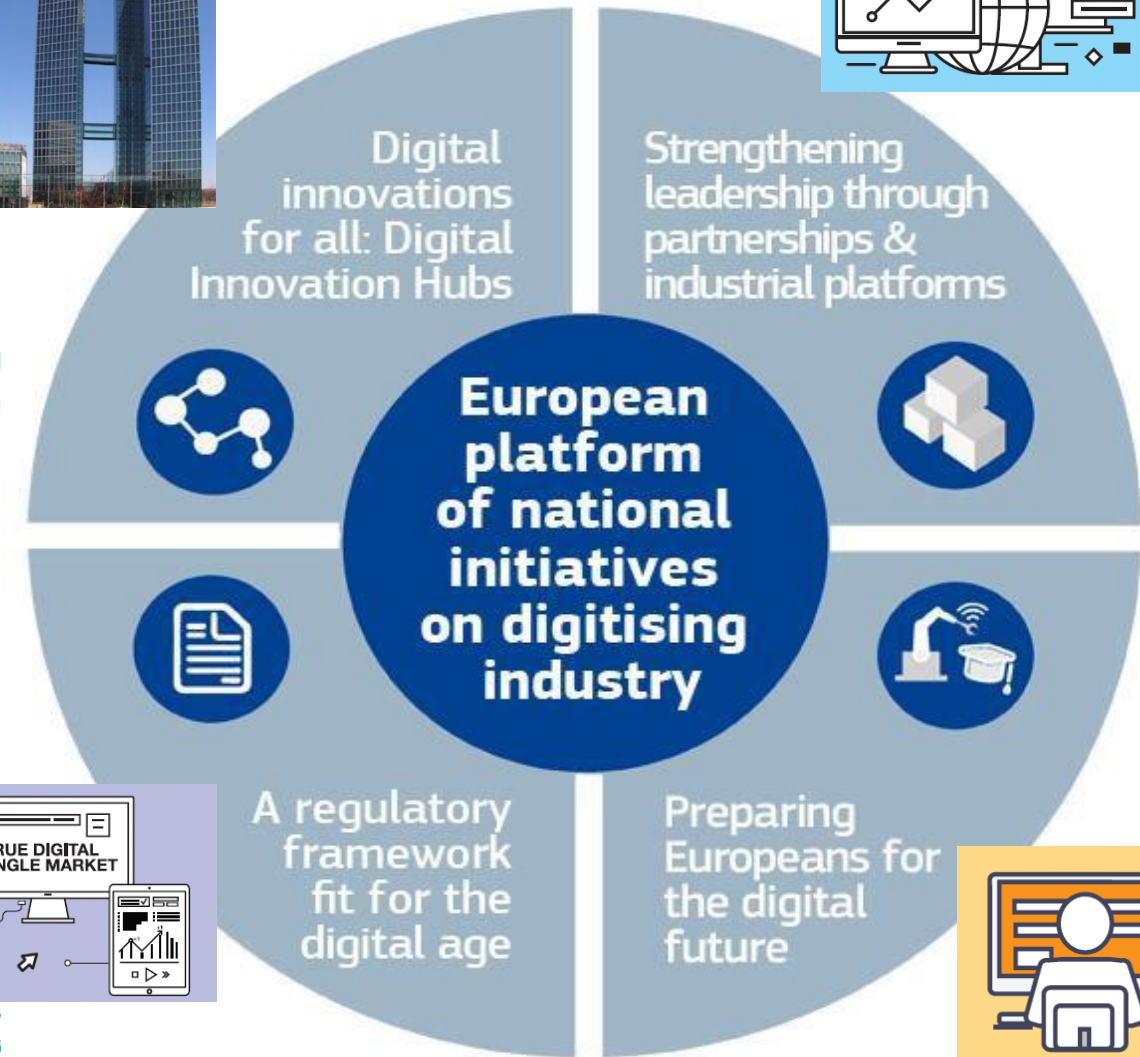 Digital
innovations
for all: Digital
Innovation Hubs
Strengthening
leadership through
partnerships &
industrial platforms
European
platform
of national
initiatives
on digitising
industry
RUE DIGITAL
NGLE MARKET
A regulatory
framework
fit for the
digital age
Preparing
Europeans for
the digital
future